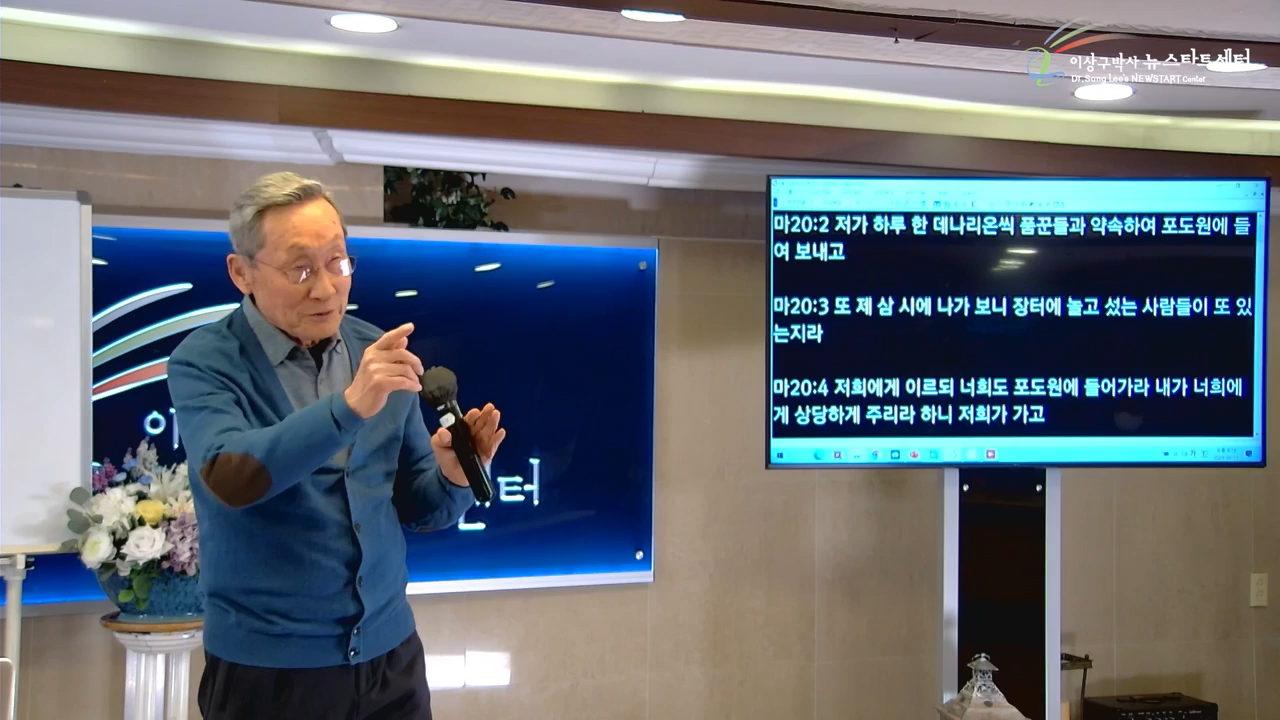 이상구박사 뉴스타트센터
Dr. Sang Lee's NEWSTART Center
마20:2 저가 하루 한 데나리온씩 품꾼들과 약속하여 포도원에 들
여 보내고
마20:3 또 제 삼 시에 나가 보니 장터에 놀고 섰는 사람들이 또 있
는지라
마20:4 저희에게 이르되 너희도 포도원에 들어가라 내가 너희에
게 상당하게 주리라 하니 저희가 가고
이
센터